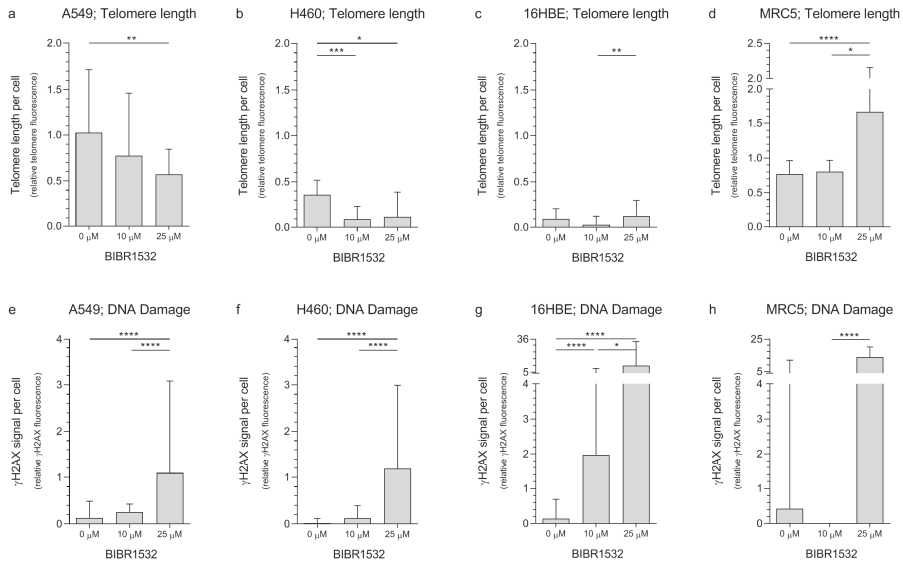 a A549; Telomere length
Telomere length per cell
(relative telomere fluorescence)
2.0
1.5
1.0
0.5
0.0
**
0 μM 10 μM 25 μM
BIBR1532
b H460; Telomere length
Telomere length per cell
(relative telomere fluorescence)
2.0
1.5
1.0
0.5
0.0
*
***
0 μM 10 μM 25 μM
BIBR1532
c 16HBE; Telomere length
Telomere length per cell
(relative telomere fluorescence)
2.0
1.5
1.0
0.5
0.0
**
0 μM 10 μM 25 μM
BIBR1532
d MRC5; Telomere length
Telomere length per cell
(relative telomere fluorescence)
2.5
2.0
2.0
1.5
1.0
0.5
0.0
****
*
0 μM 10 μM 25 μM
BIBR1532
e A549; DNA Damage
γH2AX signal per cell
(relative γH2AX fluorescence)
4
3
2
1
0
****
****
0 μM 10 μM 25 μM
BIBR1532
f H460; DNA Damage
γH2AX signal per cell
(relative γH2AX fluorescence)
4
3
2
1
0
****
****
0 μM 10 μM 25 μM
BIBR1532
g 16HBE; DNA Damage
γH2AX signal per cell
(relative γH2AX fluorescence)
36
5
4
3
2
1
0
****
**** *
0 μM 10 μM 25 μM
BIBR1532
h MRC5; DNA Damage
γH2AX signal per cell
(relative γH2AX fluorescence)
25
5
4
3
2
1
0
****
0 μM 10 μM 25 μM
BIBR1532